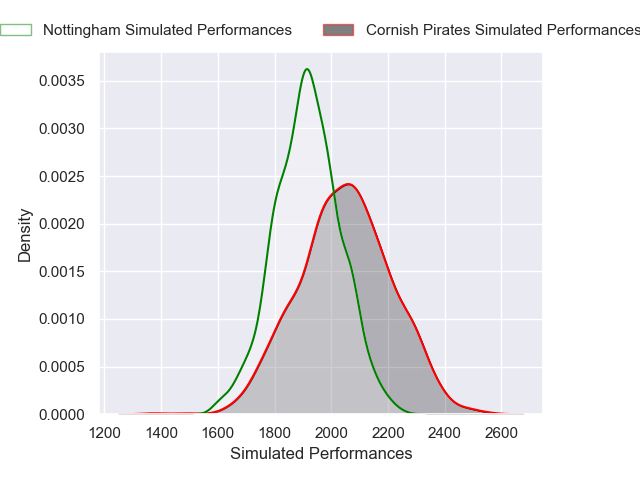 Nottingham Simulated Performances
Cornish Pirates Simulated Performances
0.0035
0.0030
0.0025
0.0020
0.0015
0.0010
0.0005
0.0000
Density
1200 1400 1600 1800 2000 2200 2400 2600
Simulated Performances